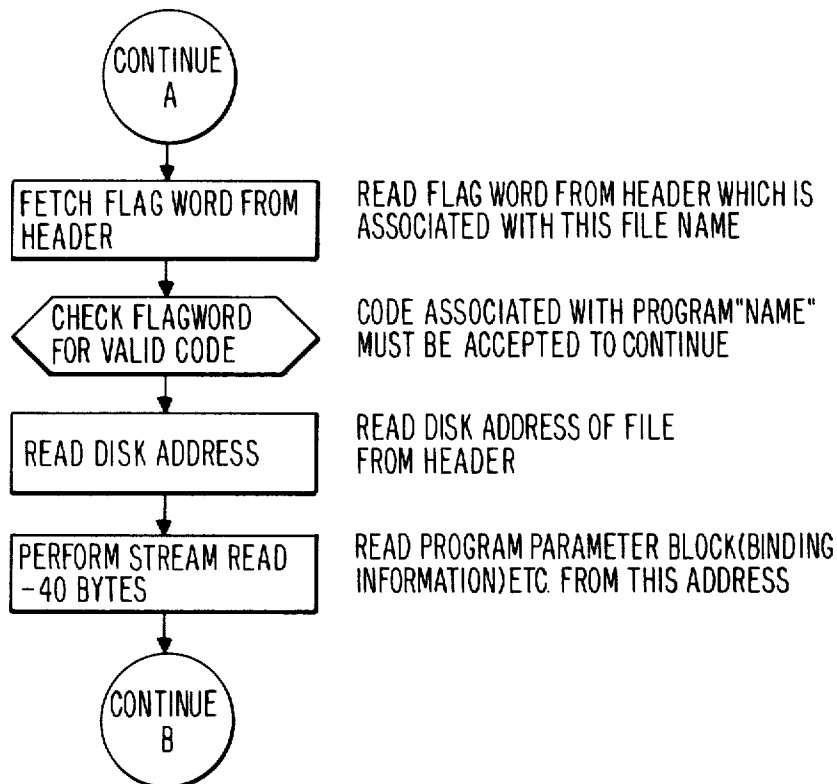 CONTINUE
A
FETCH FLAG WORD FROM
HEADER
READ FLAG WORD FROM HEADER WHICH IS
ASSOCIATED WITH THIS FILE NAME
CHECK FLAGWORD
FOR VALID CODE
CODE ASSOCIATED WITH PROGRAM"NAME"
MUST BE ACCEPTED TO CONTINUE
READ DISK ADDRESS
READ DISK ADDRESS OF FILE
FROM HEADER
PERFORM STREAM READ
-40 BYTES
READ PROGRAM PARAMETER BLOCK(BINDING
INFORMATION)ETC. FROM THIS ADDRESS
CONTINUE
B